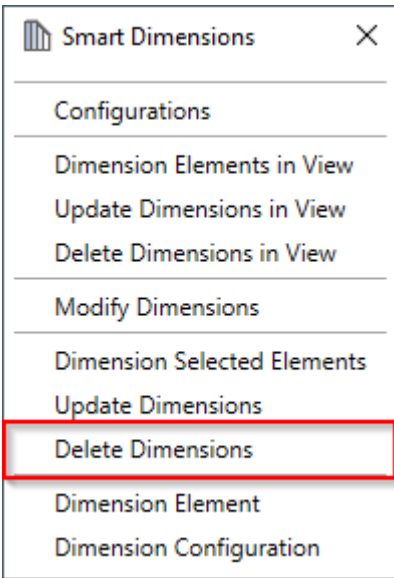 Smart Dimensions
Configurations
Dimension Elements in View
Update Dimensions in View
Delete Dimensions in View
Modify Dimensions
Dimension Selected Elements
Update Dimensions
Delete Dimensions
Dimension Element
Dimension Configuration